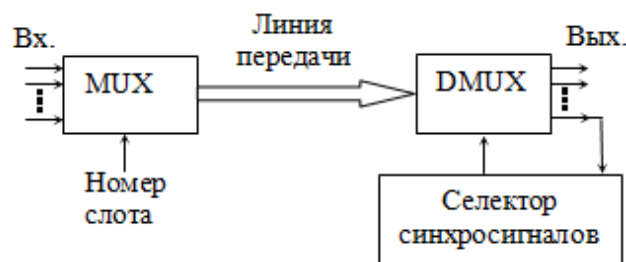 Вх.
Линия
передачи
Вых.
MUX
DMUX
Номер
слота
Селектор
синхросигналов